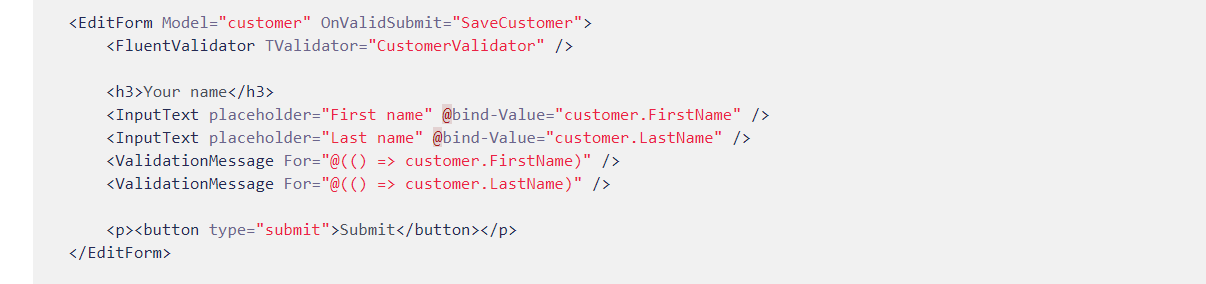 <EditForm Model="customer" OnValidSubmit="SaveCustomer">
    <FluentValidator TValidator="CustomerValidator" />

    <h3>Your name</h3>
    <InputText placeholder="First name" @bind-Value="customer.FirstName" />
    <InputText placeholder="Last name" @bind-Value="customer.LastName" />
    <ValidationMessage For="@(() => customer.FirstName)" />
    <ValidationMessage For="@(() => customer.LastName)" />

    <p><button type="submit">Submit</button></p>
</EditForm>